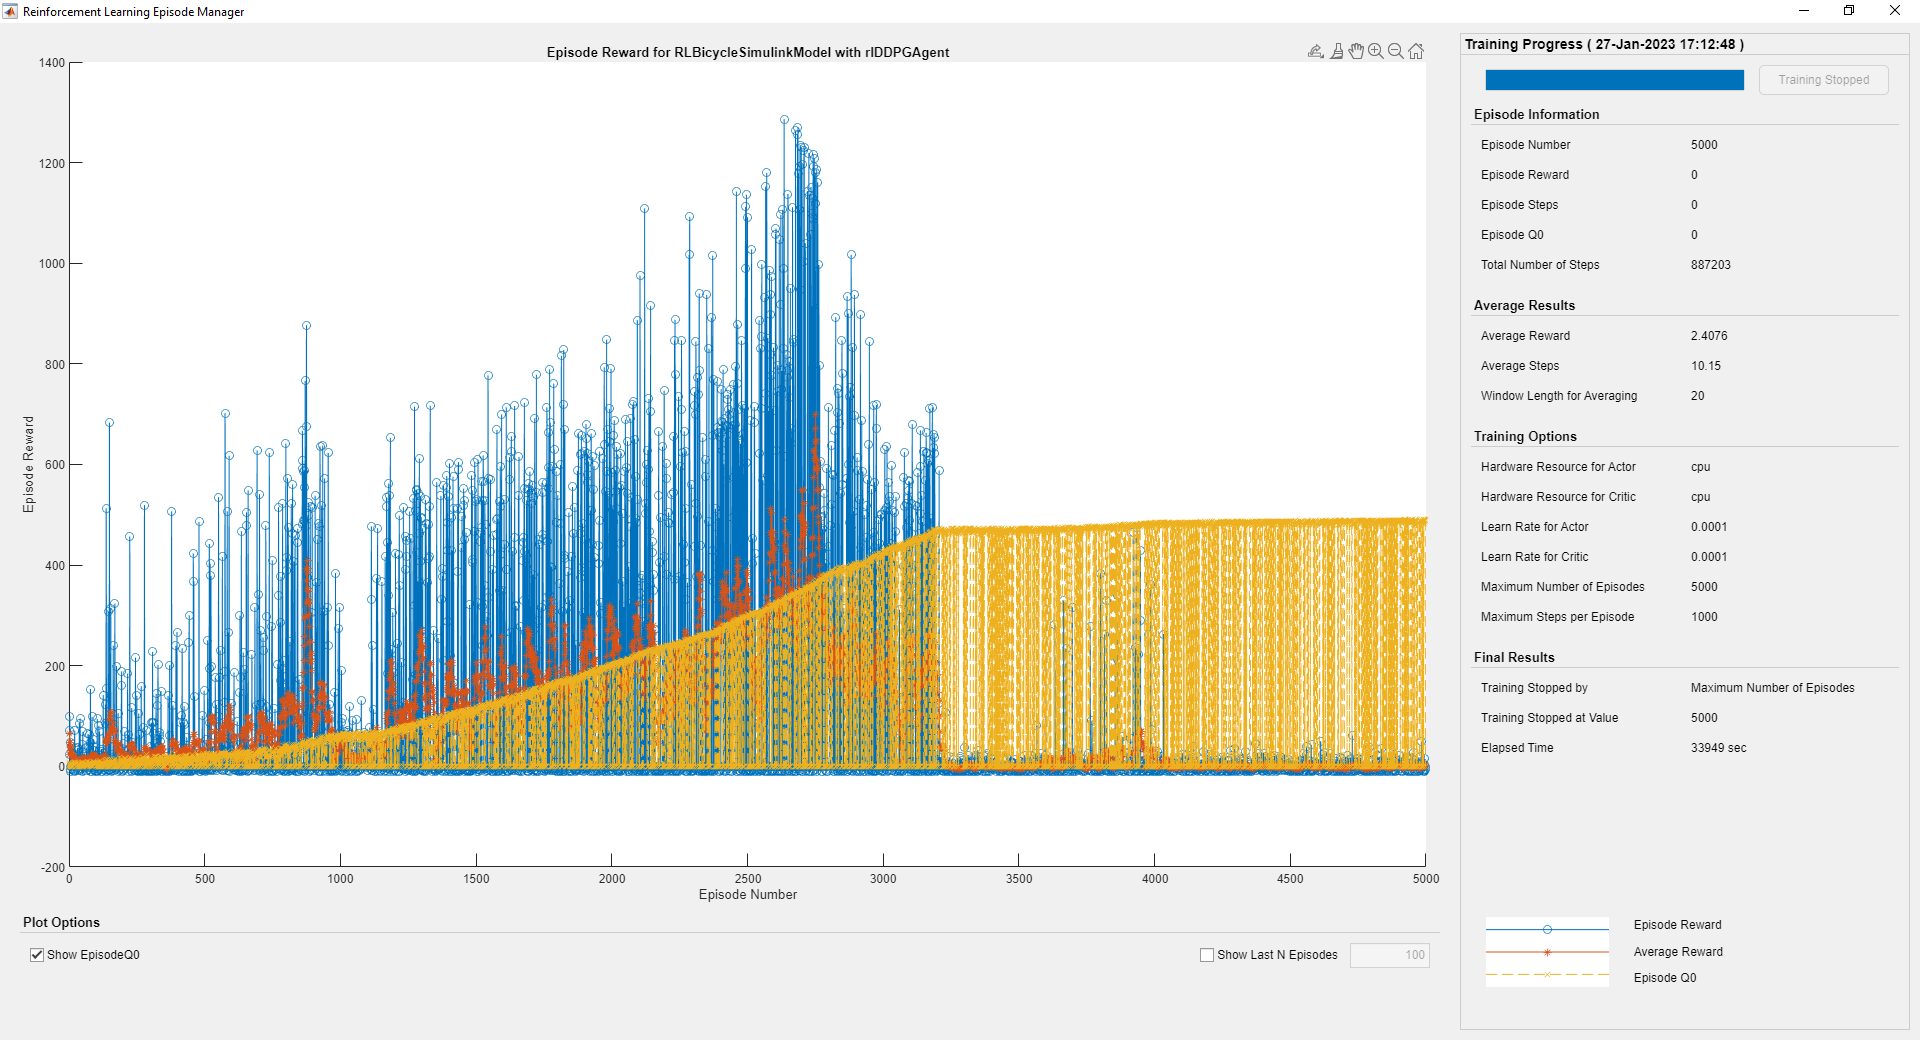 Reinforcement Learning Episode Manager
Episode Reward for RLBicycleSimulinkModel with rlDDPGAgent
1400
1200
1000
800
600
400
200
0
-200
Episode Reward
0 500 1000 1500 2000 2500 3000 3500 4000 4500 5000
Episode Number
Plot Options
Show EpisodeQ0
Show Last N Episodes 100
Training Progress ( 27-Jan-2023 17:12:48 )
Training Stopped
Episode Information
Episode Number 5000
Episode Reward 0
Episode Steps 0
Episode Q0 0
Total Number of Steps 887203
Average Results
Average Reward 2.4076
Average Steps 10.15
Window Length for Averaging 20
Training Options
Hardware Resource for Actor cpu
Hardware Resource for Critic cpu
Learn Rate for Actor 0.0001
Learn Rate for Critic 0.0001
Maximum Number of Episodes 5000
Maximum Steps per Episode 1000
Final Results
Training Stopped by Maximum Number of Episodes
Training Stopped at Value 5000
Elapsed Time 33949 sec
Episode Reward
Average Reward
Episode Q0